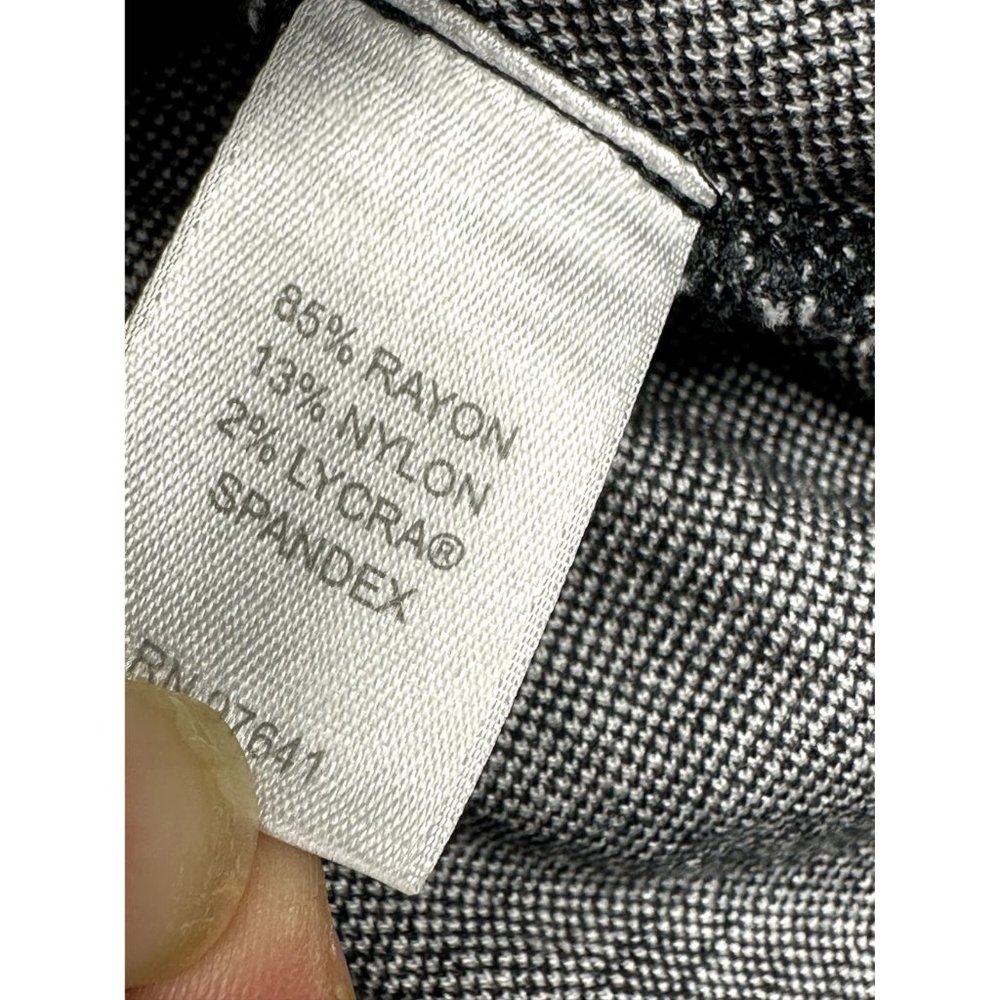 85% RAYON
13% NYLON
2% LYCRA®
SPANDEX